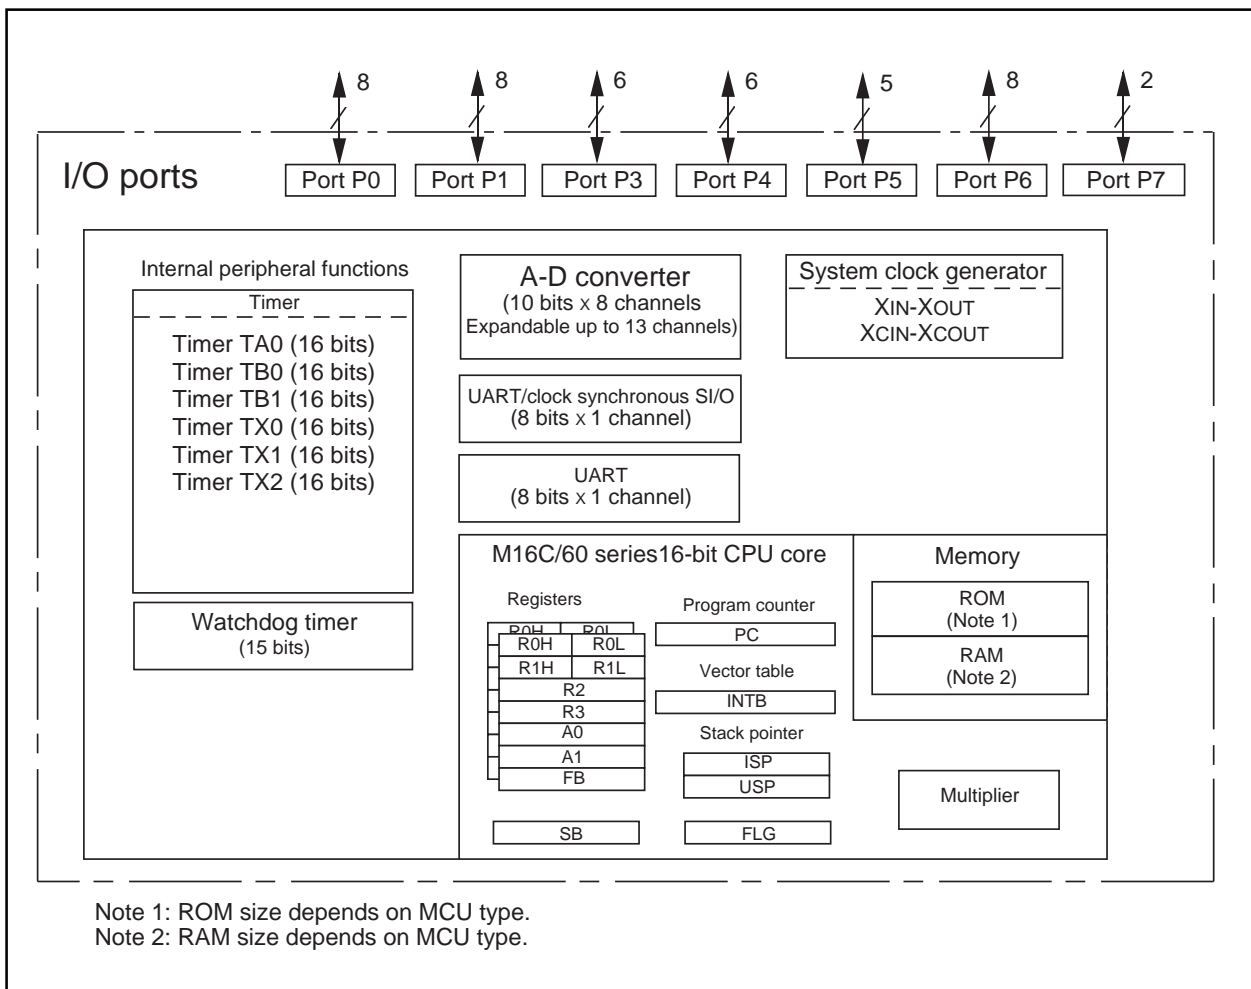 8 8 6 6 5 8 2
I/O ports
Port P0 Port P1 Port P3 Port P4 Port P5 Port P6 Port P7
Internal peripheral functions
Timer
Timer TA0 (16 bits)
Timer TB0 (16 bits)
Timer TB1 (16 bits)
Timer TX0 (16 bits)
Timer TX1 (16 bits)
Timer TX2 (16 bits)
Watchdog timer
(15 bits)
A-D converter
(10 bits x 8 channels
Expandable up to 13 channels)
UART/clock synchronous SI/O
(8 bits x 1 channel)
UART
(8 bits x 1 channel)
System clock generator
XIN-XOUT
XCIN-XCOUT
M16C/60 series16-bit CPU core
Registers
R0H R0L
R0H R0L
R1H R1L
R2
R3
A0
A1
FB
SB
Program counter
PC
Vector table
INTB
Stack pointer
ISP
USP
FLG
Memory
ROM
(Note 1)
RAM
(Note 2)
Multiplier
Note 1: ROM size depends on MCU type.
Note 2: RAM size depends on MCU type.